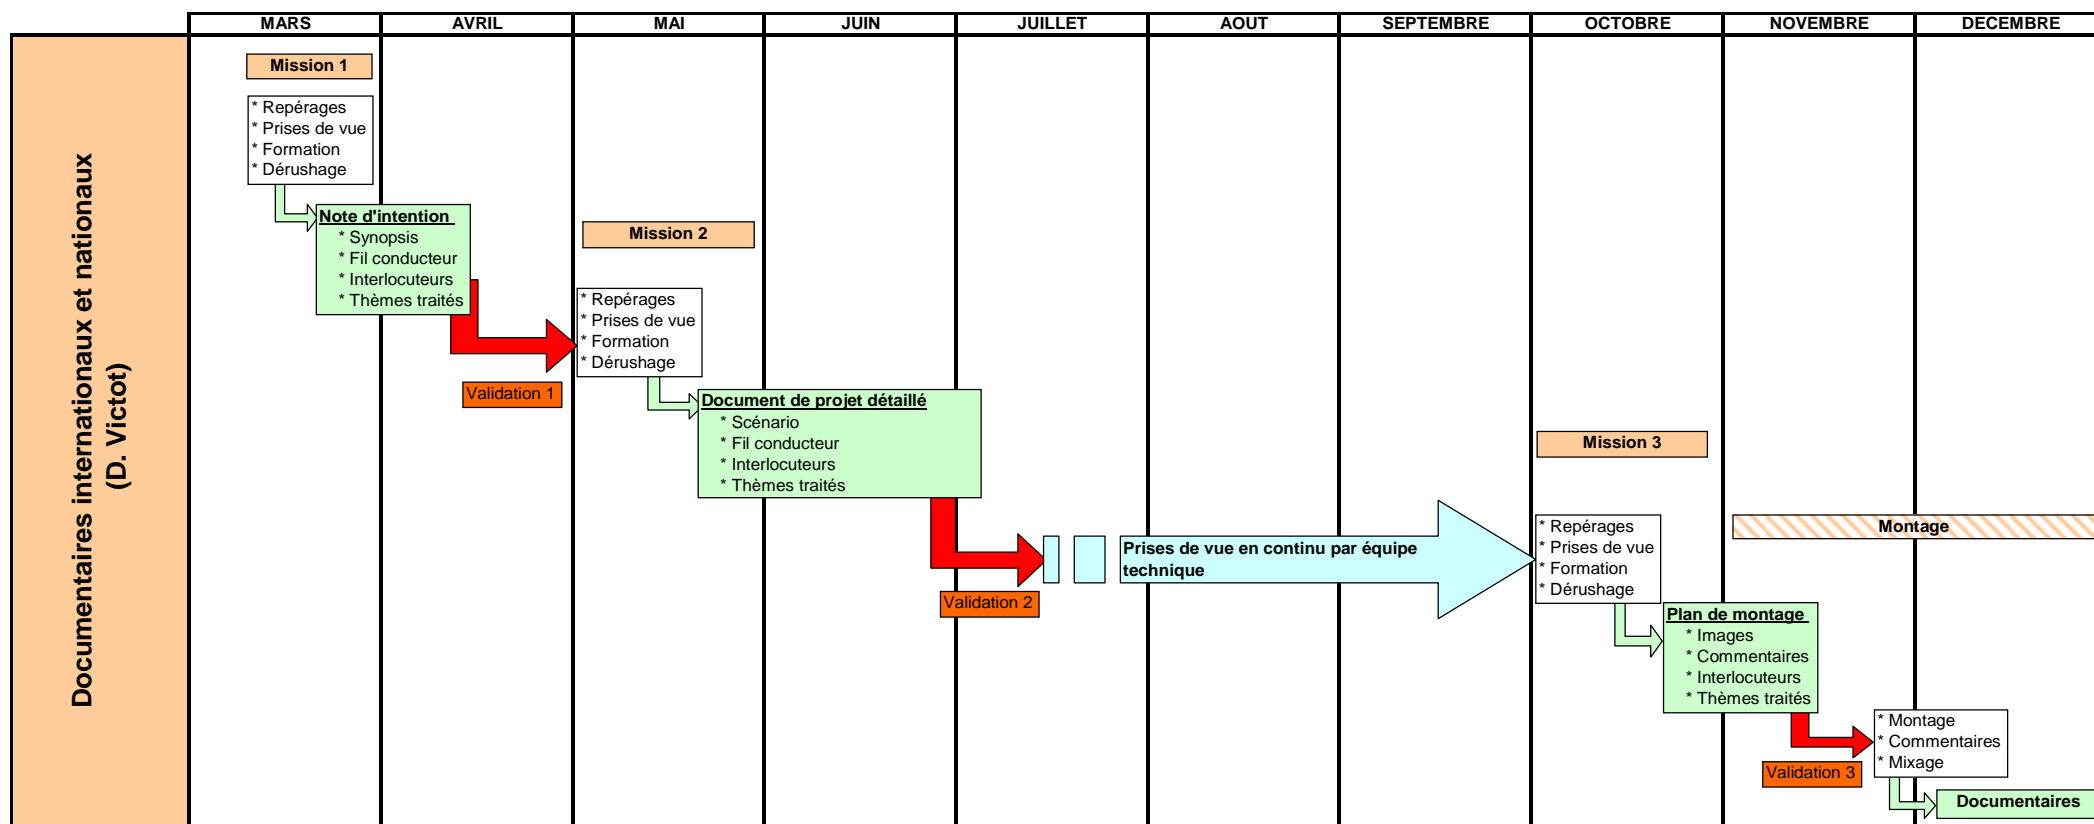 MARS
AVRIL
MAI
JUIN
JUILLET
AOUT
SEPTEMBRE
OCTOBRE
NOVEMBRE
DECEMBRE
Documentaires internationaux et nationaux
(D. Victot)
Mission 1
* Repérages
* Prises de vue
* Formation
* Dérushage
Note d'intention
* Synopsis
* Fil conducteur
* Interlocuteurs
* Thèmes traités
Validation 1
Mission 2
* Repérages
* Prises de vue
* Formation
* Dérushage
Document de projet détaillé
* Scénario
* Fil conducteur
* Interlocuteurs
* Thèmes traités
Validation 2
Prises de vue en continu par équipe
technique
Mission 3
* Repérages
* Prises de vue
* Formation
* Dérushage
Montage
Plan de montage
* Images
* Commentaires
* Interlocuteurs
* Thèmes traités
Validation 3
* Montage
* Commentaires
* Mixage
Documentaires